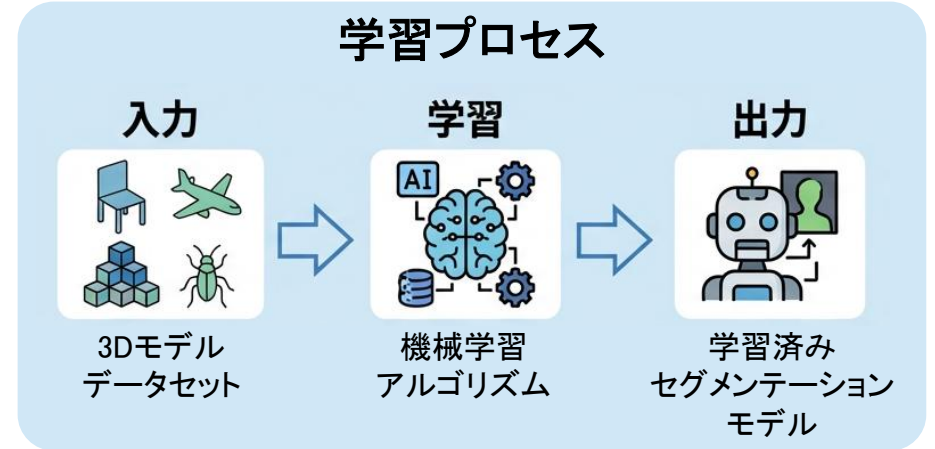 学習プロセス
入力
学習
出力
AI
3Dモデル
データセット
機械学習
アルゴリズム
学習済み
セグメンテーション
モデル